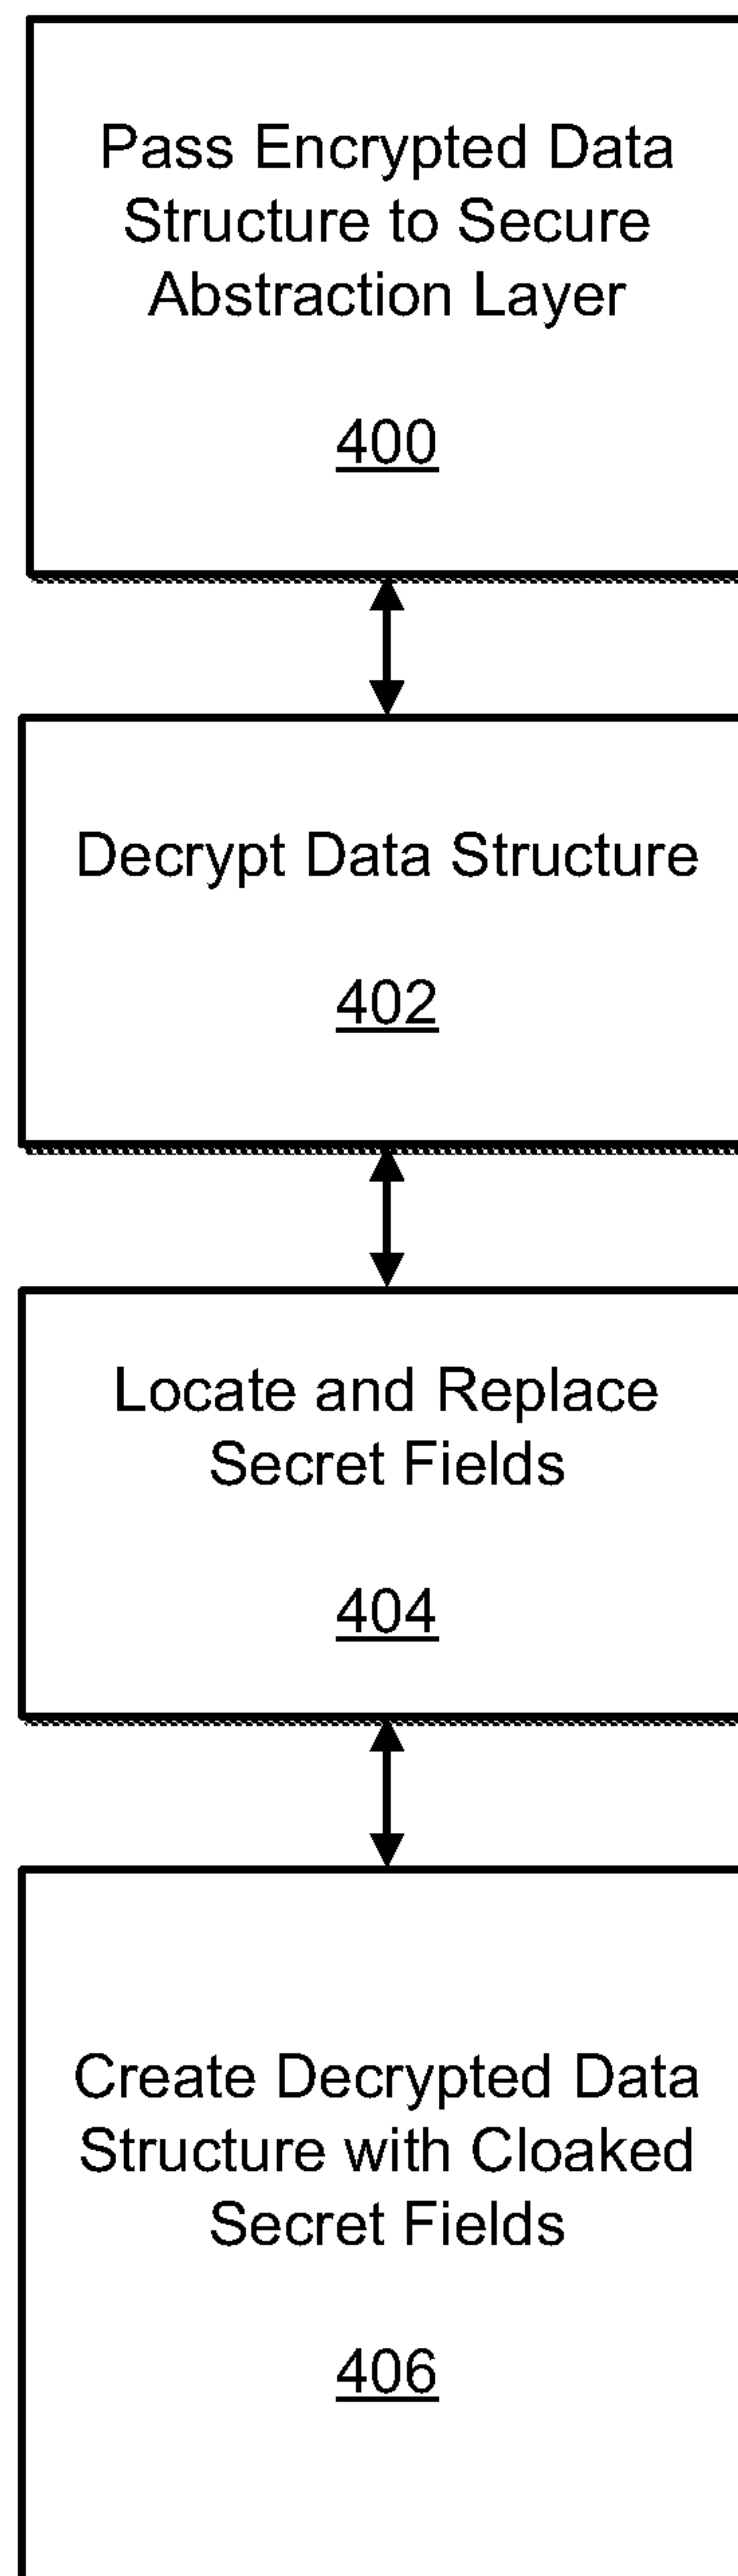 Pass Encrypted Data
Structure to Secure
Abstraction Layer
400
Decrypt Data Structure
402
Locate and Replace
Secret Fields
404
Create Decrypted Data
Structure with Cloaked
Secret Fields
406